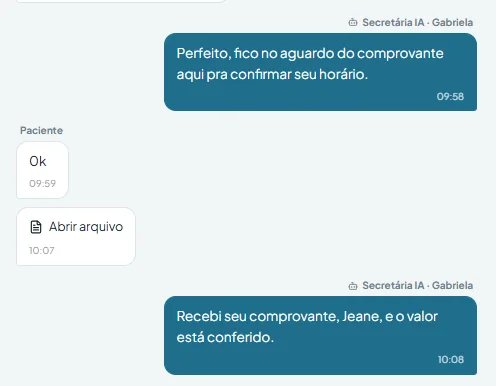 Secretária IA · Gabriela
Perfeito, fico no aguardo do comprovante
aqui pra confirmar seu horário.
09:58
Paciente
Ok
09:59
Abrir arquivo
10:07
Secretária IA · Gabriela
Recebi seu comprovante, Jeane, e o valor
está conferido.
10:08